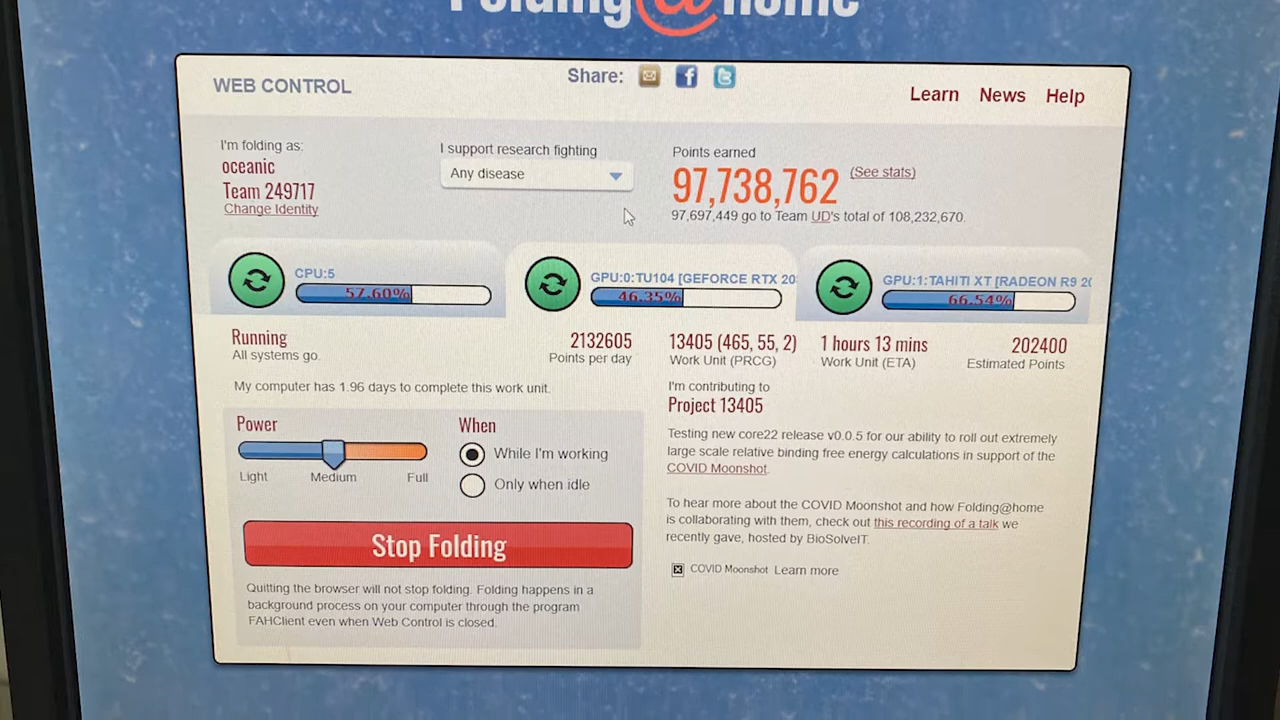 Folding@home
WEB CONTROL
Share:
Learn News Help
I'm folding as:
oceanic
Team 249717
Change Identity
I support research fighting
Any disease
Points earned
97,738,762 (See stats)
97,697,449 go to Team UD's total of 108,232,670.
CPU:5
57.60%
GPU:0:TU104 [GEFORCE RTX 20
46.35%
GPU:1:TAHITI XT [RADEON R9 2
66.54%
Running
All systems go.
2132605
Points per day
13405 (465, 55, 2)
Work Unit (PRCG)
1 hours 13 mins
Work Unit (ETA)
202400
Estimated Points
My computer has 1.96 days to complete this work unit.
Power
Light Medium Full
When
While I'm working
Only when idle
Stop Folding
Quitting the browser will not stop folding. Folding happens in a
background process on your computer through the program
FAHClient even when Web Control is closed.
I'm contributing to
Project 13405
Testing new core22 release v0.0.5 for our ability to roll out extremely
large scale relative binding free energy calculations in support of the
COVID Moonshot.
To hear more about the COVID Moonshot and how Folding@home
is collaborating with them, check out this recording of a talk we
recently gave, hosted by BioSolveIT.
COVID Moonshot Learn more